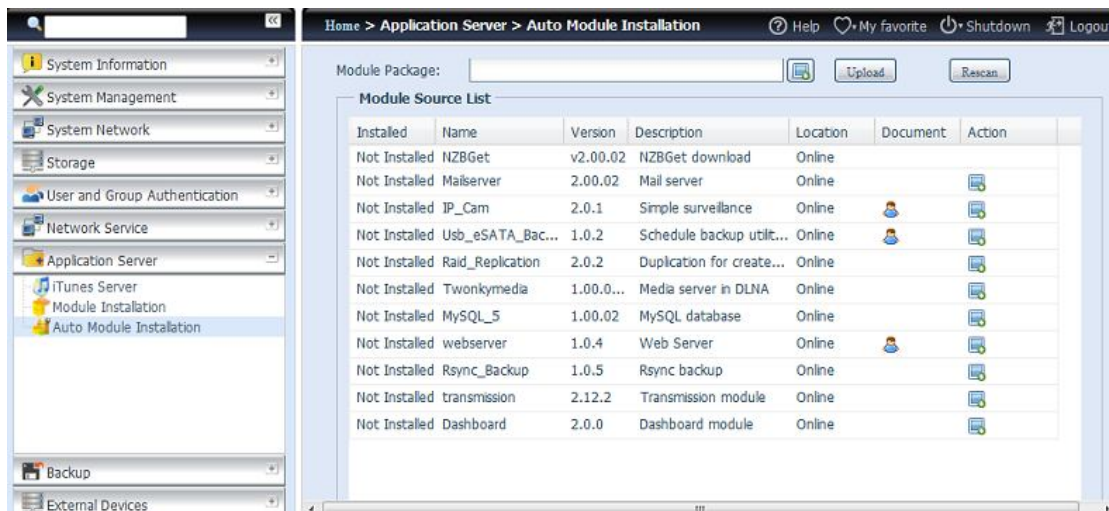 Home > Application Server > Auto Module Installation
Help
My favorite
Shutdown
Logou
System Information
System Management
System Network
Storage
User and Group Authentication
Network Service
Application Server
iTunes Server
Module Installation
Auto Module Installation
Backup
External Devices
Module Package:
Upload
Rescan
Module Source List
Installed Name Version Description Location Document Action
Not Installed NZBGet v2.00.02 NZBGet download Online
Not Installed Mailserver 2.00.02 Mail server Online
Not Installed IP_Cam 2.0.1 Simple surveillance Online
Not Installed Usb_eSATA_Bac... 1.0.2 Schedule backup utilit... Online
Not Installed Raid_Replication 2.0.2 Duplication for create... Online
Not Installed Twonkymedia 1.00.0... Media server in DLNA Online
Not Installed MySQL_5 1.00.02 MySQL database Online
Not Installed webserver 1.0.4 Web Server Online
Not Installed Rsync_Backup 1.0.5 Rsync backup Online
Not Installed transmission 2.12.2 Transmission module Online
Not Installed Dashboard 2.0.0 Dashboard module Online